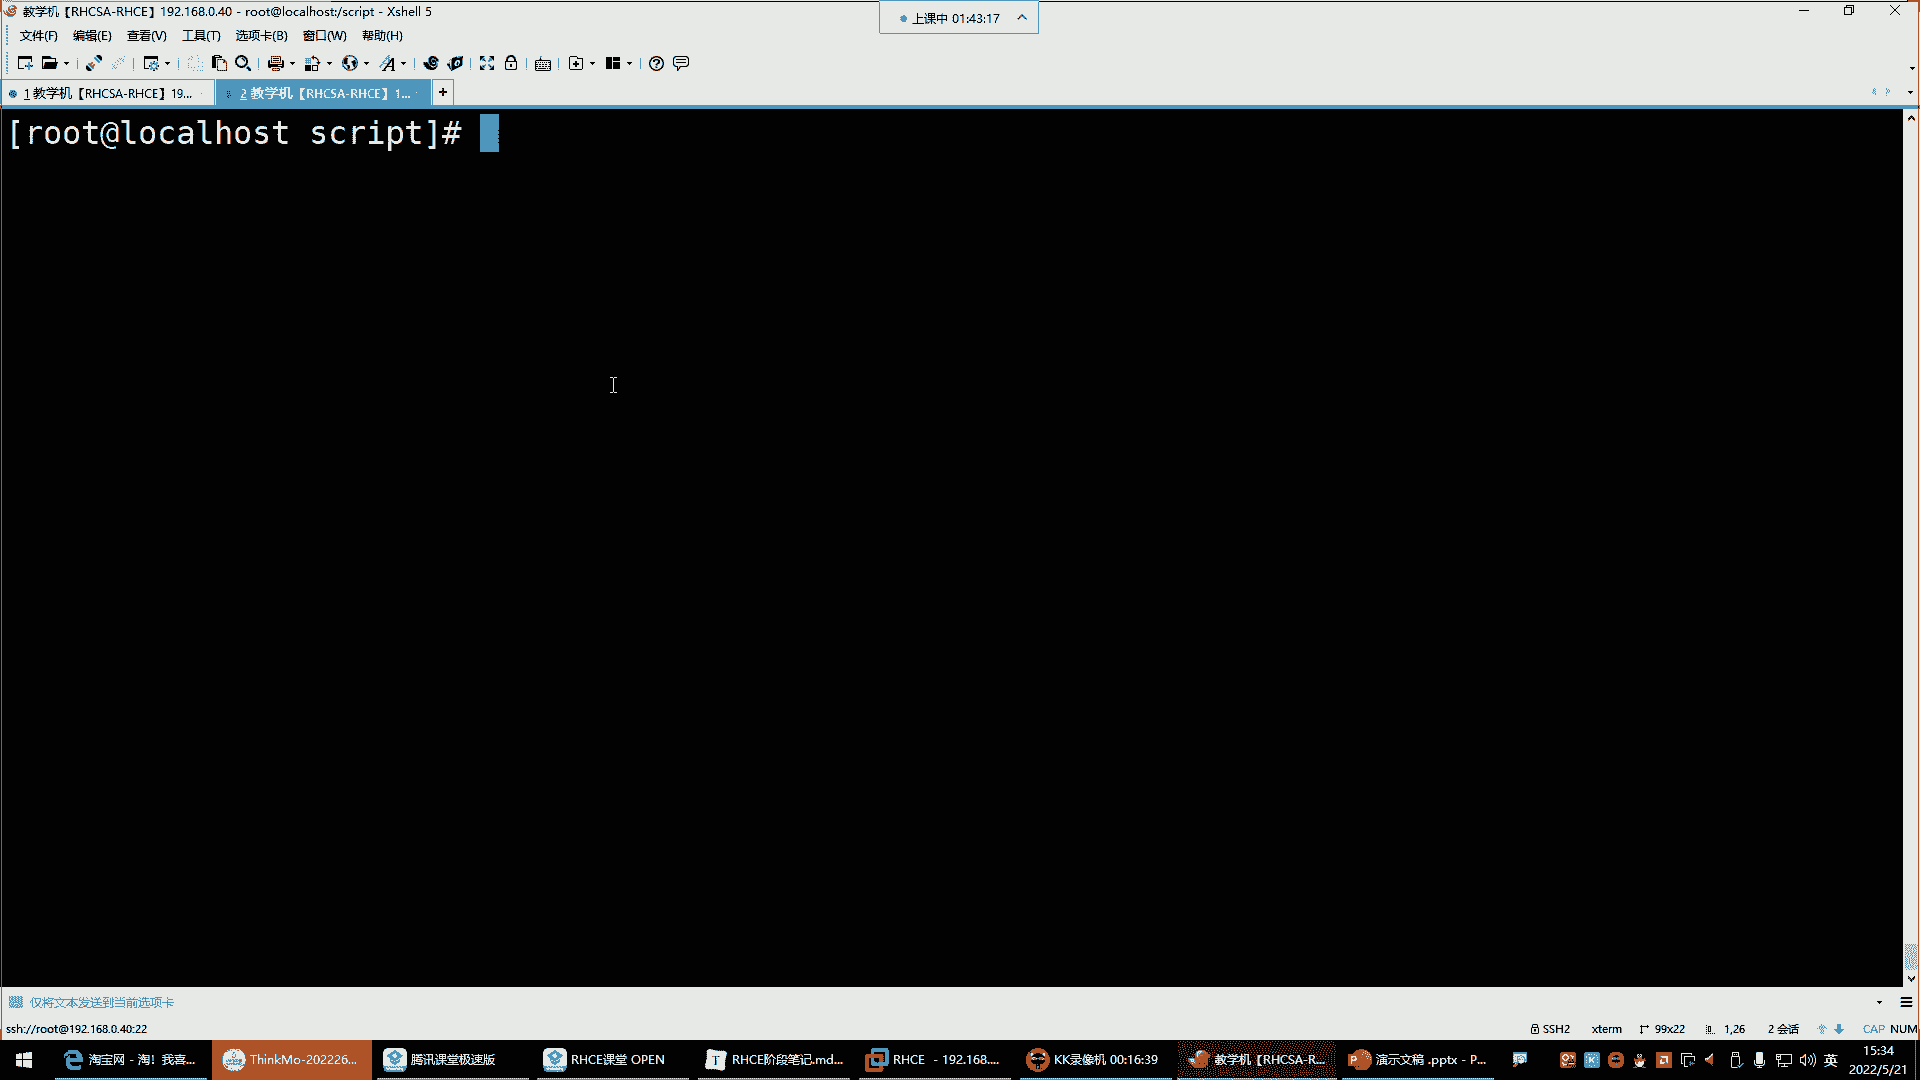 教学机【RHCSA-RHCE】192.168.0.40 - root@localhost:/script - Xshell 5
上课中 01:43:17
文件(F) 编辑(E) 查看(V) 工具(T) 选项卡(B) 窗口(W) 帮助(H)
1 教学机【RHCSA-RHCE】19...
2 教学机【RHCSA-RHCE】1...
[root@localhost script]#
仅将文本发送到当前选项卡
ssh://root@192.168.0.40:22
SSH2 xterm 99x22 1,26 2 会话 CAP NUM
淘宝网 - 淘！我喜...
ThinkMo-202226...
腾讯课堂极速版
RHCE课堂 OPEN
RHCE阶段笔记.md...
RHCE - 192.168....
KK录像机 00:16:39
教学机【RHCSA-R...
演示文稿 .pptx - P...
英
15:34
2022/5/21